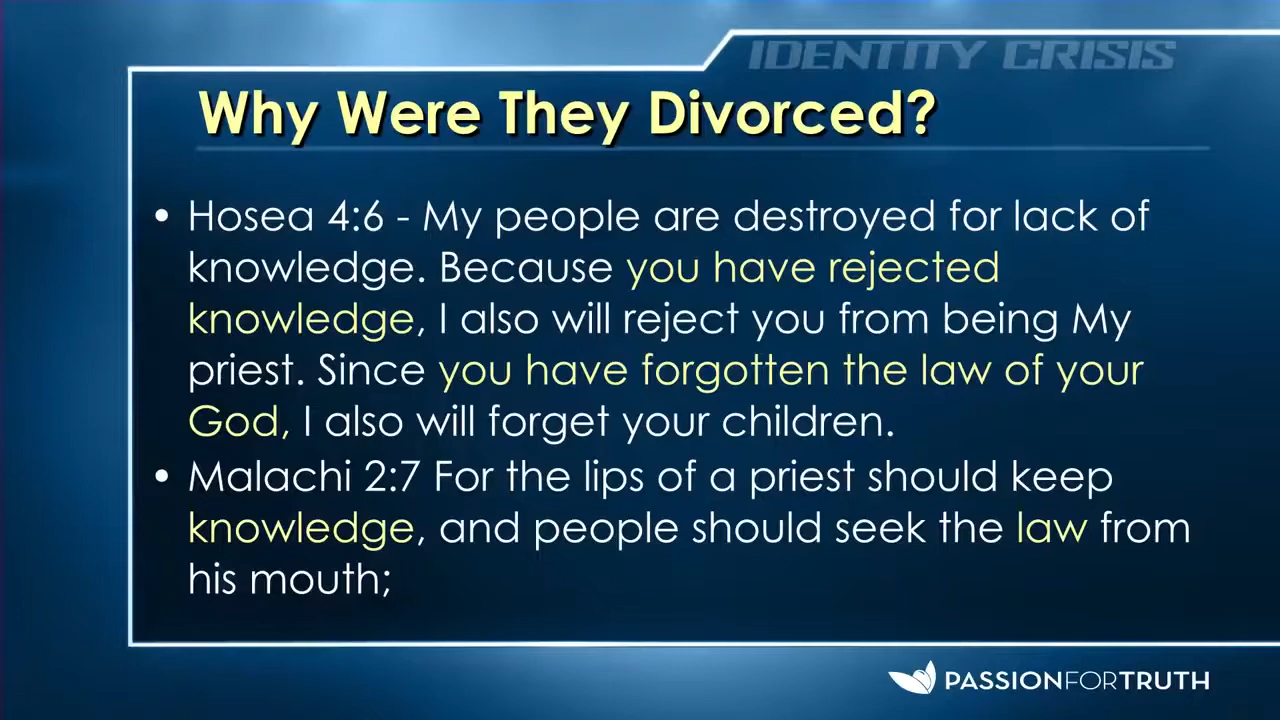 IDENTITY CRISIS
Why Were They Divorced?
• Hosea 4:6 - My people are destroyed for lack of
knowledge. Because you have rejected
knowledge, I also will reject you from being My
priest. Since you have forgotten the law of your
God, I also will forget your children.
• Malachi 2:7 For the lips of a priest should keep
knowledge, and people should seek the law from
his mouth;
PASSIONFORTRUTH